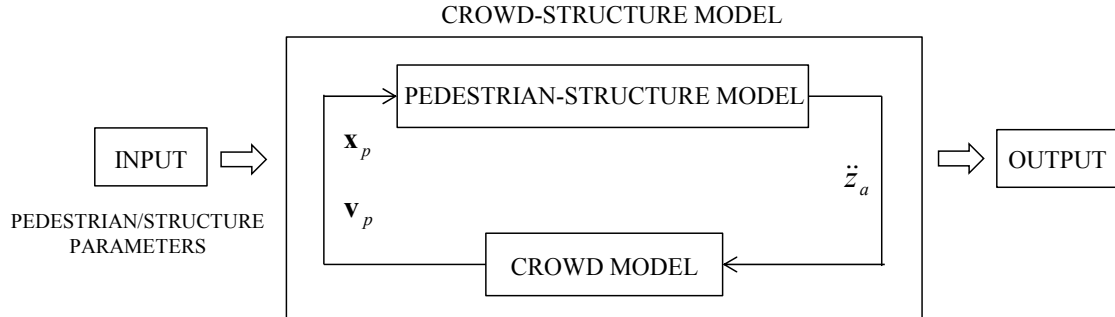 CROWD-STRUCTURE MODEL
PEDESTRIAN-STRUCTURE MODEL
INPUT
OUTPUT
PEDESTRIAN/STRUCTURE
PARAMETERS
x_p
v_p
z̈_a
CROWD MODEL